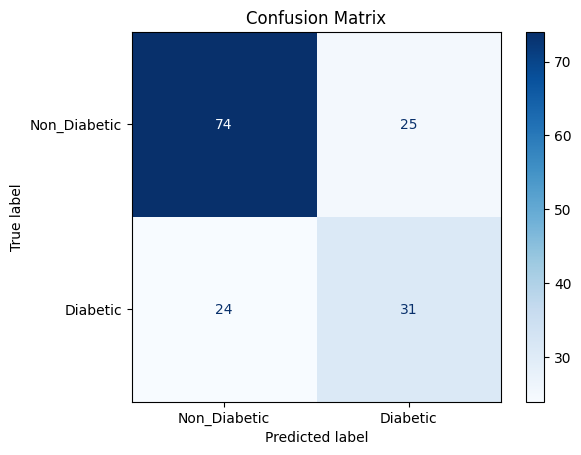 Confusion Matrix
True label
Non_Diabetic
74
25
Diabetic
24
31
Non_Diabetic
Diabetic
Predicted label
70
60
50
40
30